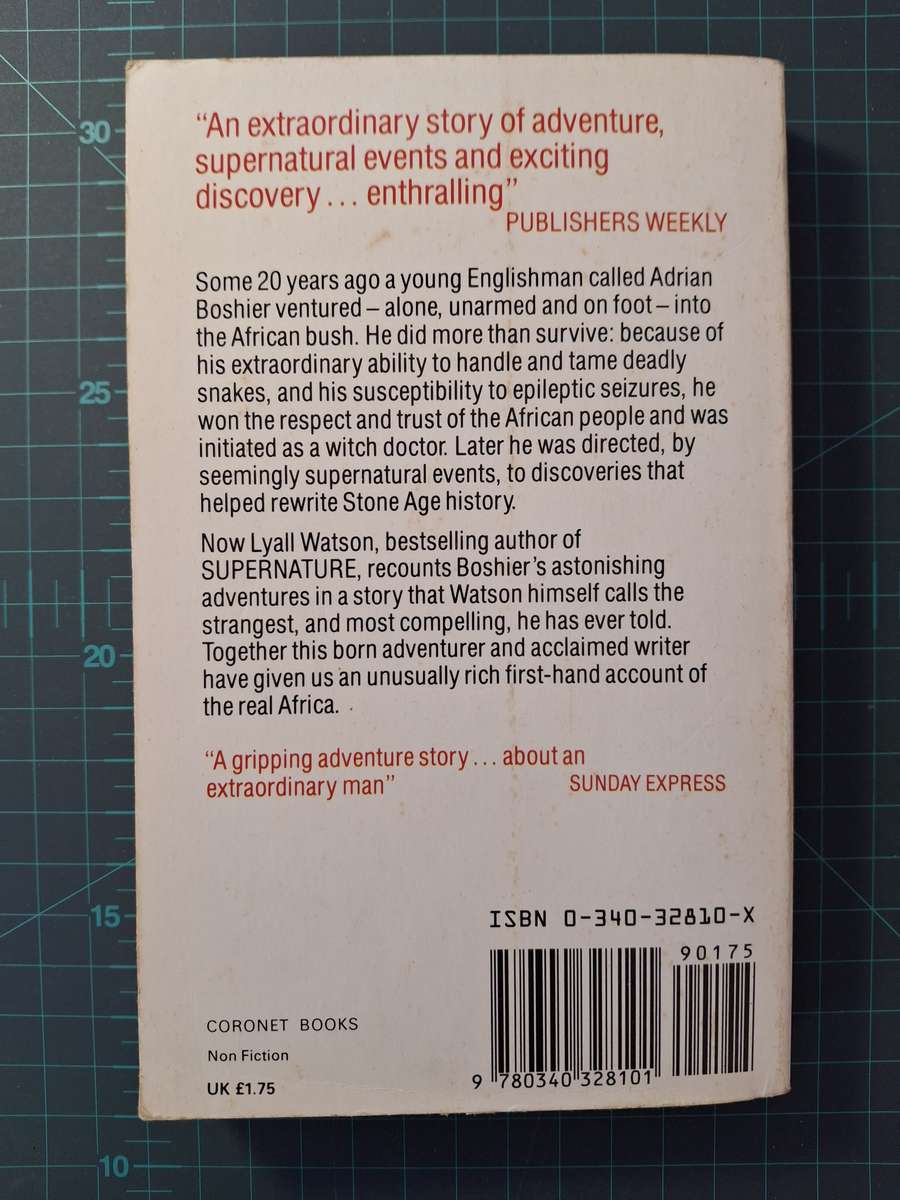 30
"An extraordinary story of adventure,
supernatural events and exciting
discovery... enthralling"
PUBLISHERS WEEKLY
Some 20 years ago a young Englishman called Adrian
Boshier ventured – alone, unarmed and on foot – into
the African bush. He did more than survive: because of
his extraordinary ability to handle and tame deadly
25
snakes, and his susceptibility to epileptic seizures, he
won the respect and trust of the African people and was
initiated as a witch doctor. Later he was directed, by
seemingly supernatural events, to discoveries that
helped rewrite Stone Age history.
Now Lyall Watson, bestselling author of
SUPERNATURE, recounts Boshier's astonishing
adventures in a story that Watson himself calls the
strangest, and most compelling, he has ever told.
20
Together this born adventurer and acclaimed writer
have given us an unusually rich first-hand account of
the real Africa.
"A gripping adventure story... about an
extraordinary man"
SUNDAY EXPRESS
15
ISBN 0-340-32810-X
90175
CORONET BOOKS
Non Fiction
UK £1.75
9 780340 328101
10